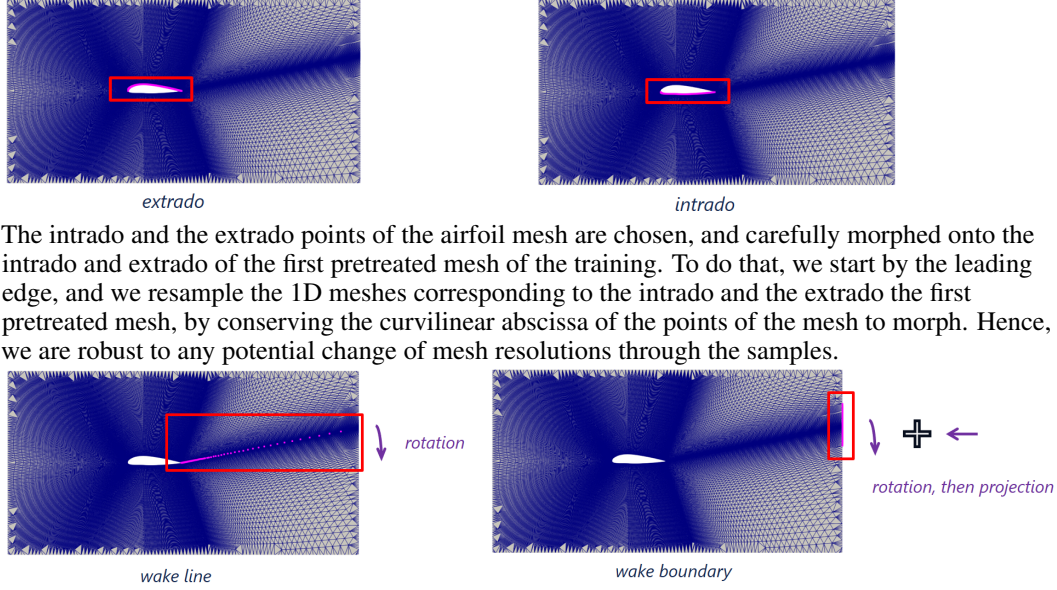 extrado
intrado
The intrado and the extrado points of the airfoil mesh are chosen, and carefully morphed onto the
intrado and extrado of the first pretreated mesh of the training. To do that, we start by the leading
edge, and we resample the 1D meshes corresponding to the intrado and the extrado the first
pretreated mesh, by conserving the curvilinear abscissa of the points of the mesh to morph. Hence,
we are robust to any potential change of mesh resolutions through the samples.
rotation
rotation, then projection
wake line
wake boundary